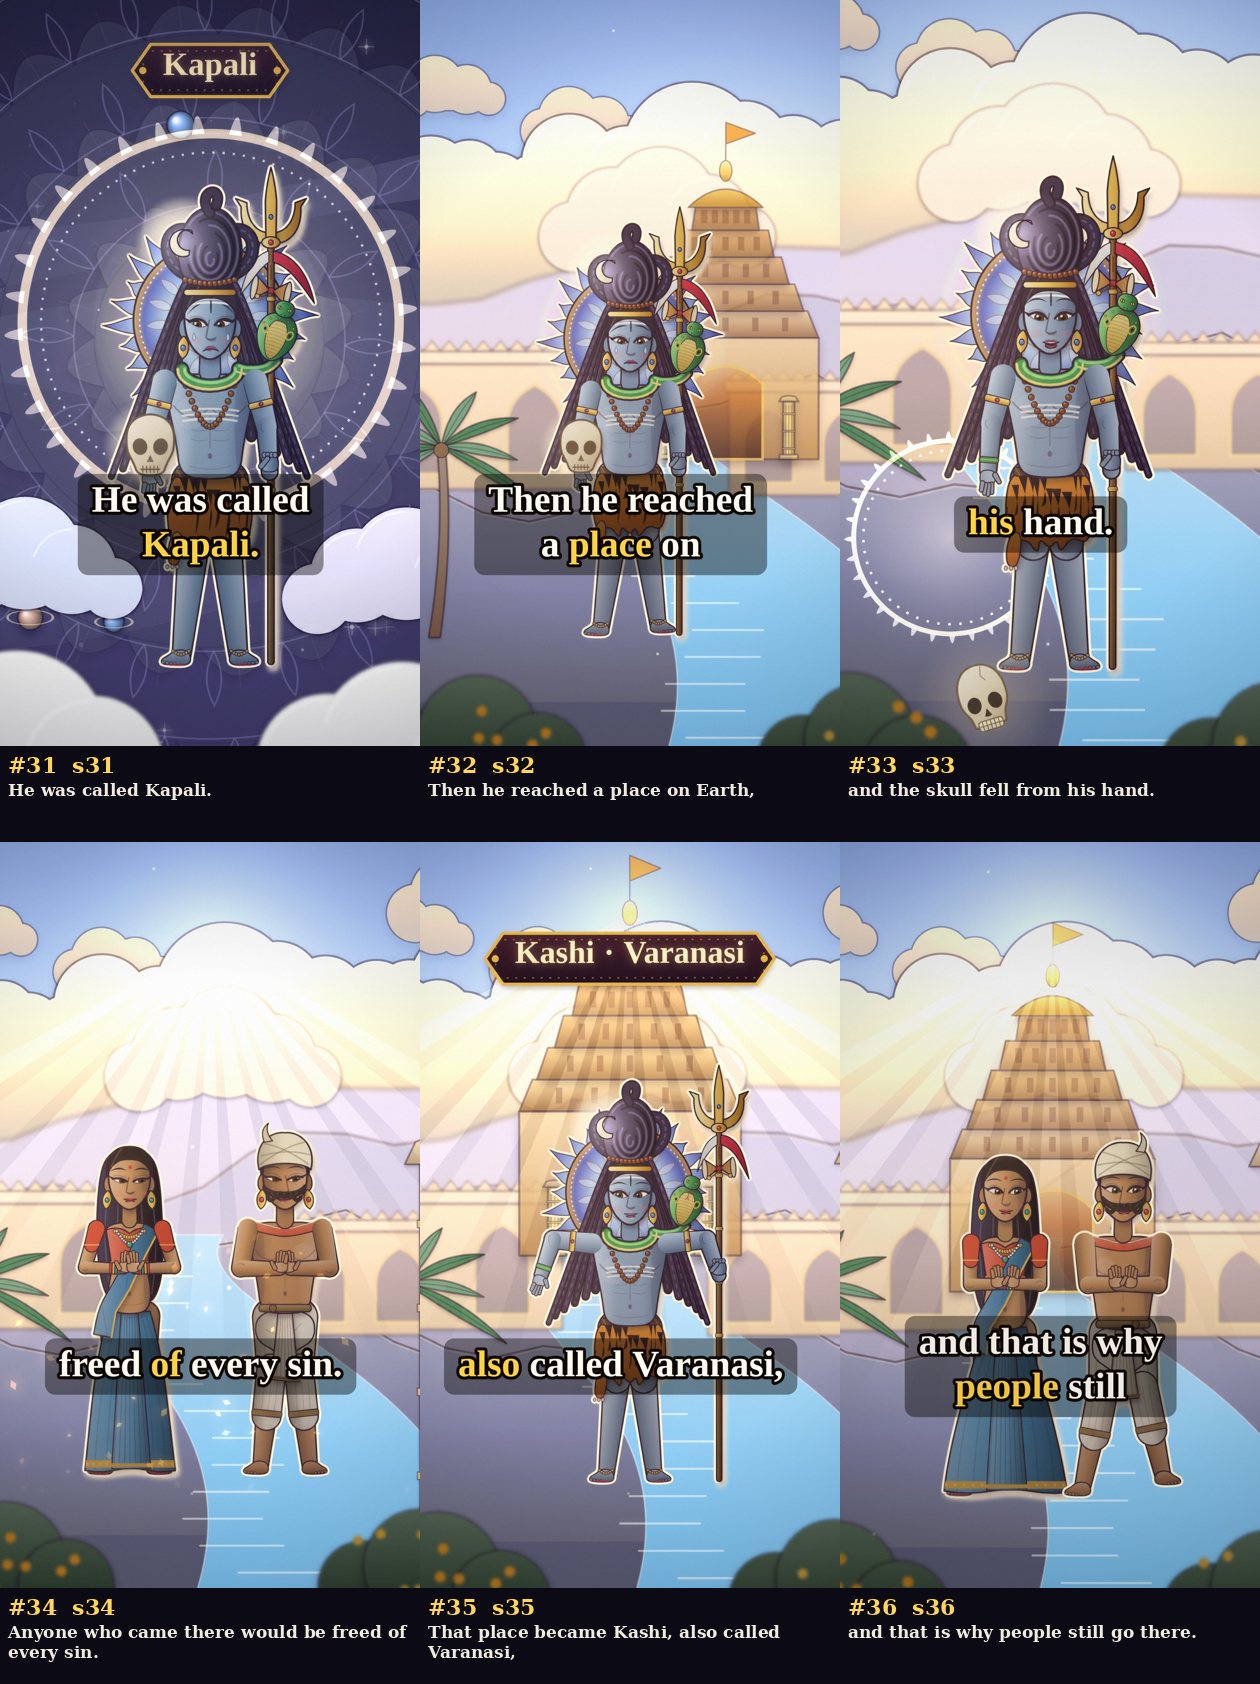 Kapali
He was called
Kapali.
#31 s31
He was called Kapali.
Then he reached
a place on
#32 s32
Then he reached a place on Earth,
his hand.
#33 s33
and the skull fell from his hand.
freed of every sin.
#34 s34
Anyone who came there would be freed of
every sin.
Kashi · Varanasi
also called Varanasi,
#35 s35
That place became Kashi, also called
Varanasi,
and that is why
people still
#36 s36
and that is why people still go there.